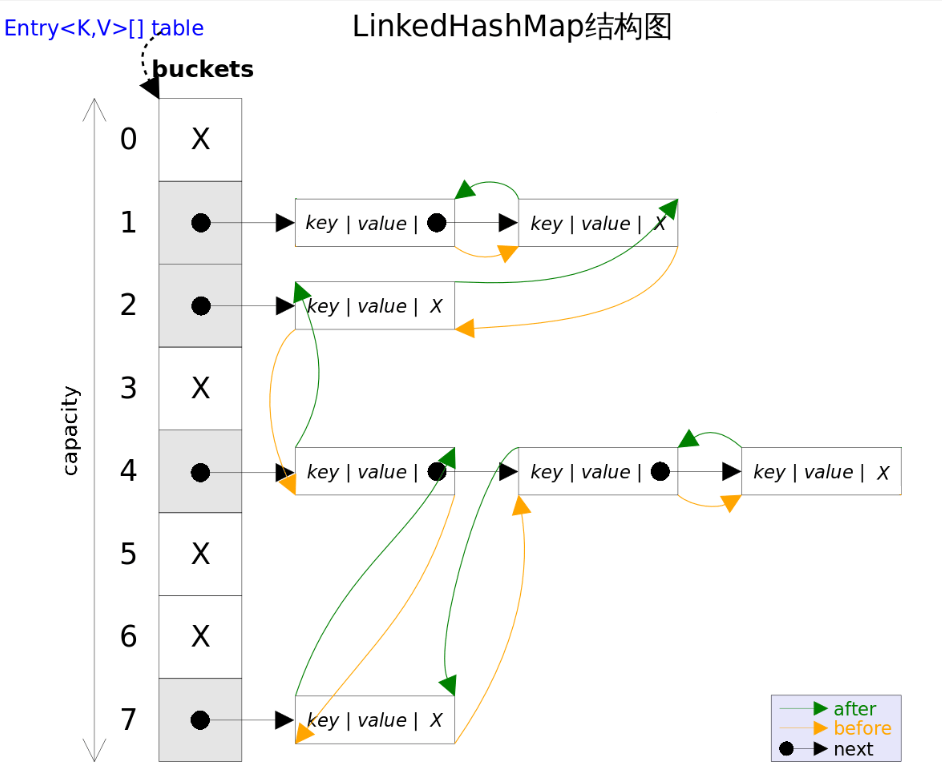 LinkedHashMap结构图
Entry<K,V>[] table
buckets
capacity
0 X
1 key | value | key | value | X
2 key | value | X
3 X
4 key | value | key | value | key | value | X
5 X
6 X
7 key | value | X
after
before
next